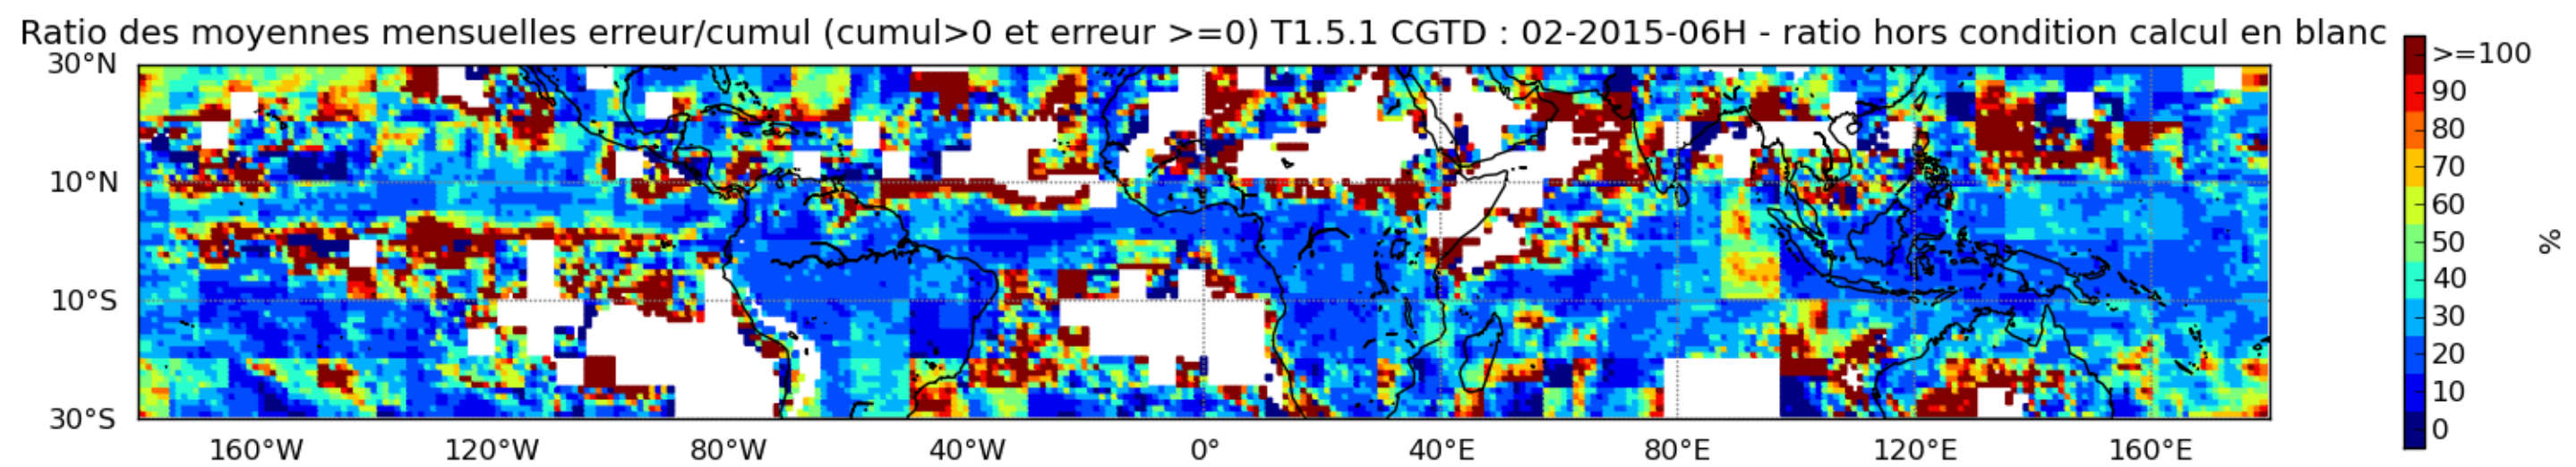 Ratio des moyennes mensuelles erreur/cumul (cumul>0 et erreur >=0) T1.5.1 CGTD : 02-2015-06H - ratio hors condition calcul en blanc
30°N
10°N
10°S
30°S
160°W 120°W 80°W 40°W 0° 40°E 80°E 120°E 160°E
>=100
90
80
70
60
50
40
30
20
10
0
%